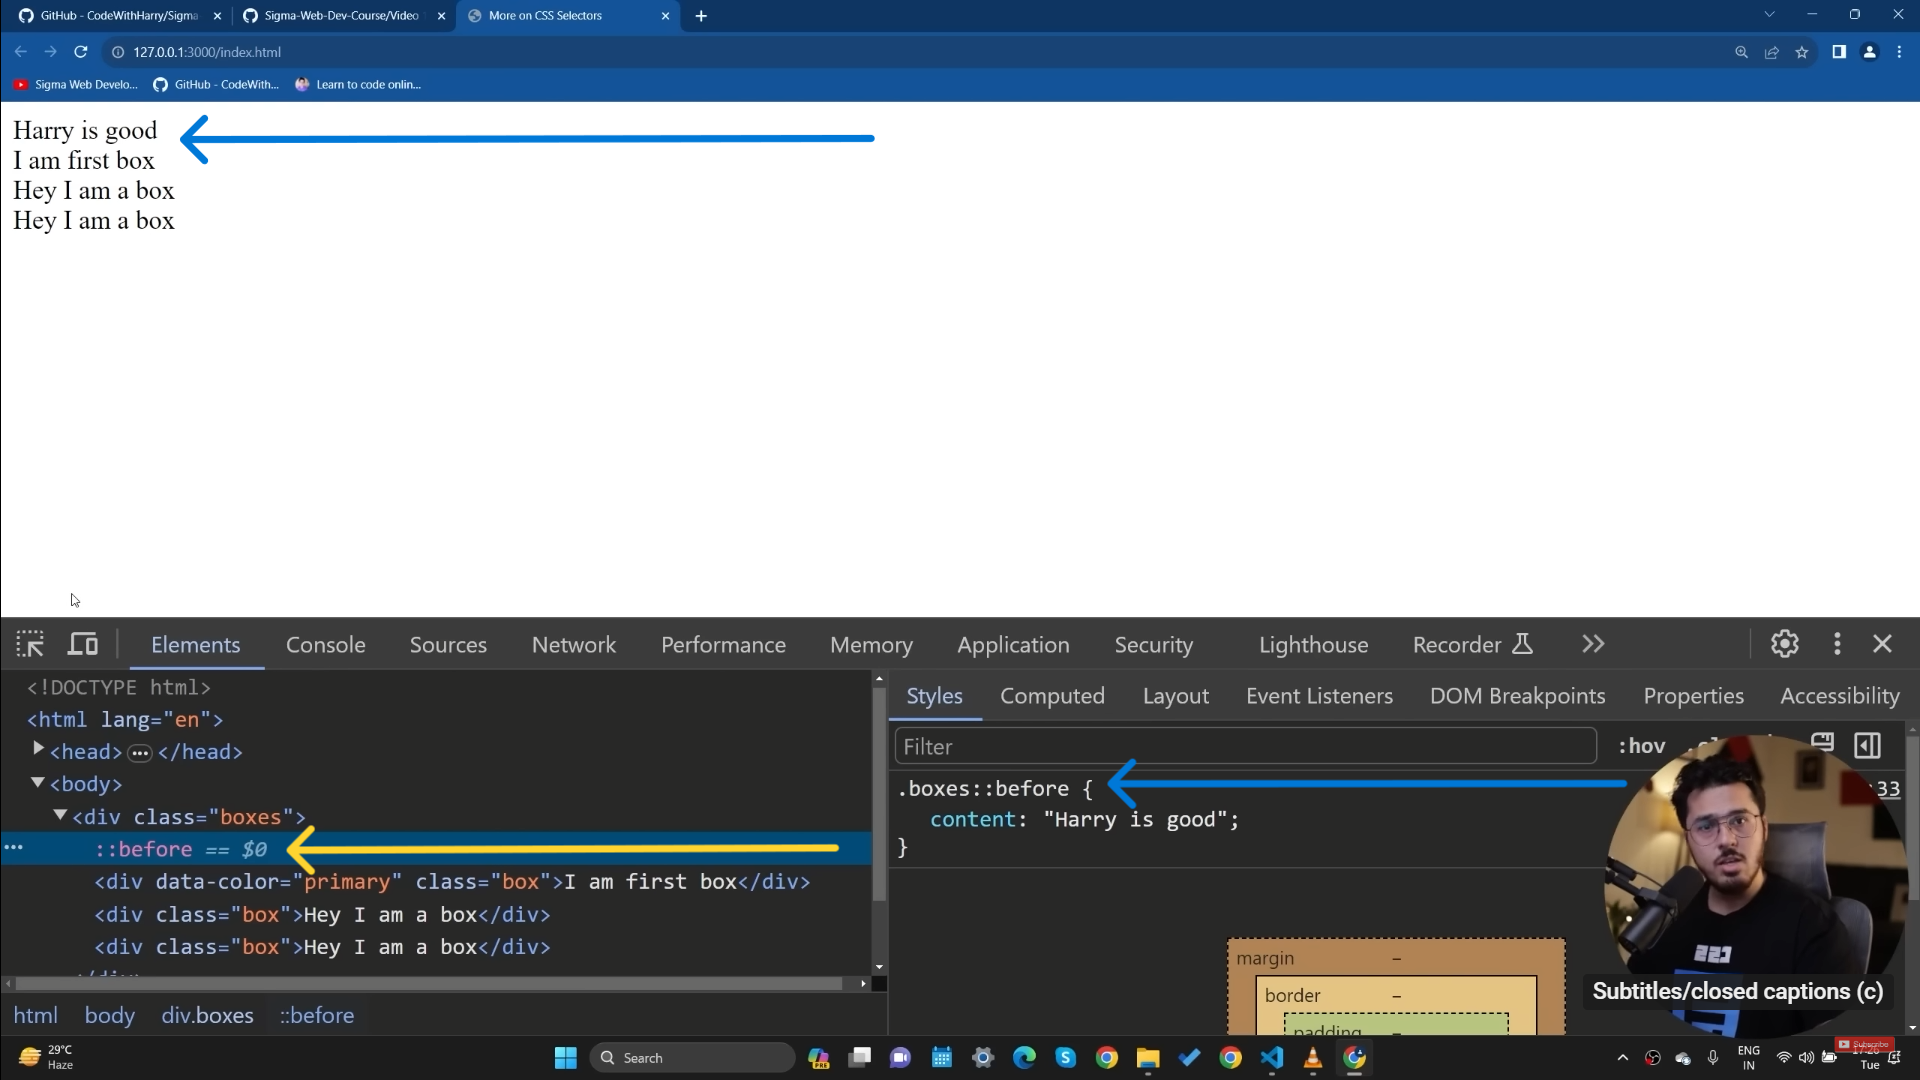 GitHub - CodeWithHarry/Sigma-
Sigma-Web-Dev-Course/Video
More on CSS Selectors
127.0.0.1:3000/index.html
Sigma Web Develo...
GitHub - CodeWith...
Learn to code onlin...
Harry is good
I am first box
Hey I am a box
Hey I am a box
Elements Console Sources Network Performance Memory Application Security Lighthouse Recorder
<!DOCTYPE html>
<html lang="en">
<head> ••• </head>
<body>
<div class="boxes">
::before == $0
<div data-color="primary" class="box">I am first box</div>
<div class="box">Hey I am a box</div>
<div class="box">Hey I am a box</div>
</div>
html body div.boxes ::before
Styles Computed Layout Event Listeners DOM Breakpoints Properties Accessibility
Filter
:hov
.boxes::before {
:33
content: "Harry is good";
}
margin –
border –
padding –
Subtitles/closed captions (c)
Subscribe
29°C
Haze
Search
PRE
ENG
IN
Tue